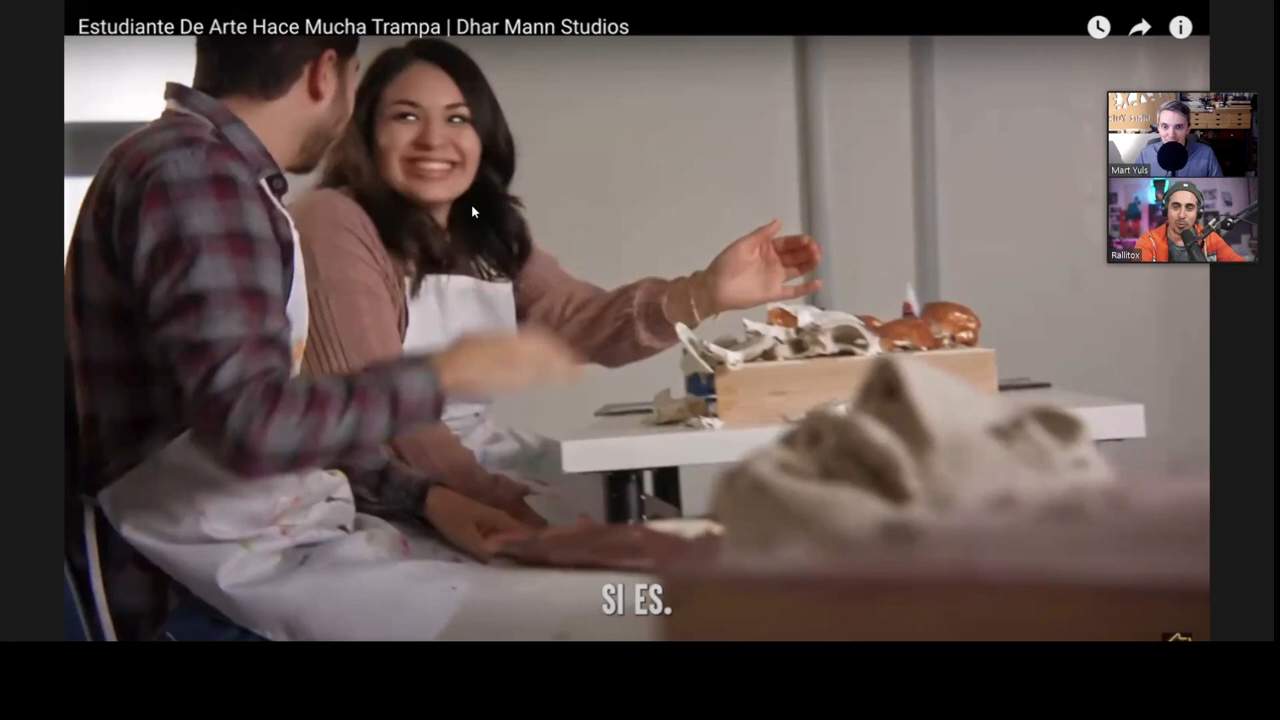 Estudiante De Arte Hace Mucha Trampa | Dhar Mann Studios
Mart Yuls
Rallitox
SI ES.